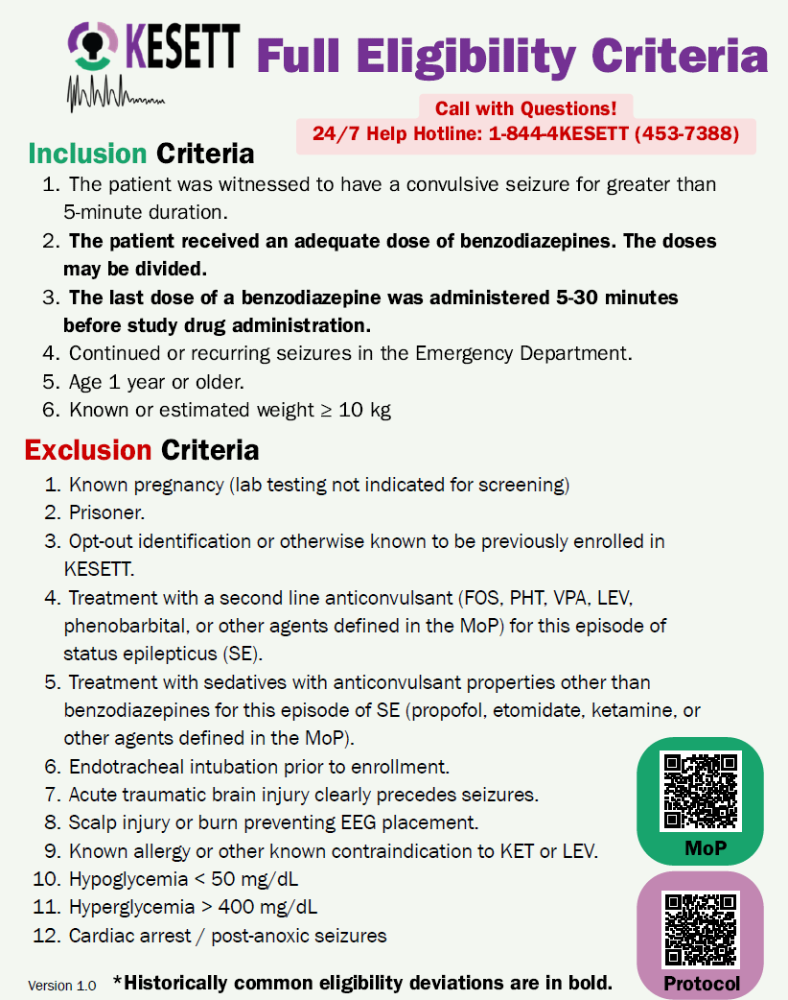 KESETT Full Eligibility Criteria
Call with Questions!
24/7 Help Hotline: 1-844-4KESETT (453-7388)
Inclusion Criteria
1. The patient was witnessed to have a convulsive seizure for greater than
5-minute duration.
2. The patient received an adequate dose of benzodiazepines. The doses
may be divided.
3. The last dose of a benzodiazepine was administered 5-30 minutes
before study drug administration.
4. Continued or recurring seizures in the Emergency Department.
5. Age 1 year or older.
6. Known or estimated weight ≥ 10 kg
Exclusion Criteria
1. Known pregnancy (lab testing not indicated for screening)
2. Prisoner.
3. Opt-out identification or otherwise known to be previously enrolled in
KESETT.
4. Treatment with a second line anticonvulsant (FOS, PHT, VPA, LEV,
phenobarbital, or other agents defined in the MoP) for this episode of
status epilepticus (SE).
5. Treatment with sedatives with anticonvulsant properties other than
benzodiazepines for this episode of SE (propofol, etomidate, ketamine, or
other agents defined in the MoP).
6. Endotracheal intubation prior to enrollment.
7. Acute traumatic brain injury clearly precedes seizures.
8. Scalp injury or burn preventing EEG placement.
9. Known allergy or other known contraindication to KET or LEV.
10. Hypoglycemia < 50 mg/dL
11. Hyperglycemia > 400 mg/dL
12. Cardiac arrest / post-anoxic seizures
MoP
Protocol
Version 1.0 *Historically common eligibility deviations are in bold.